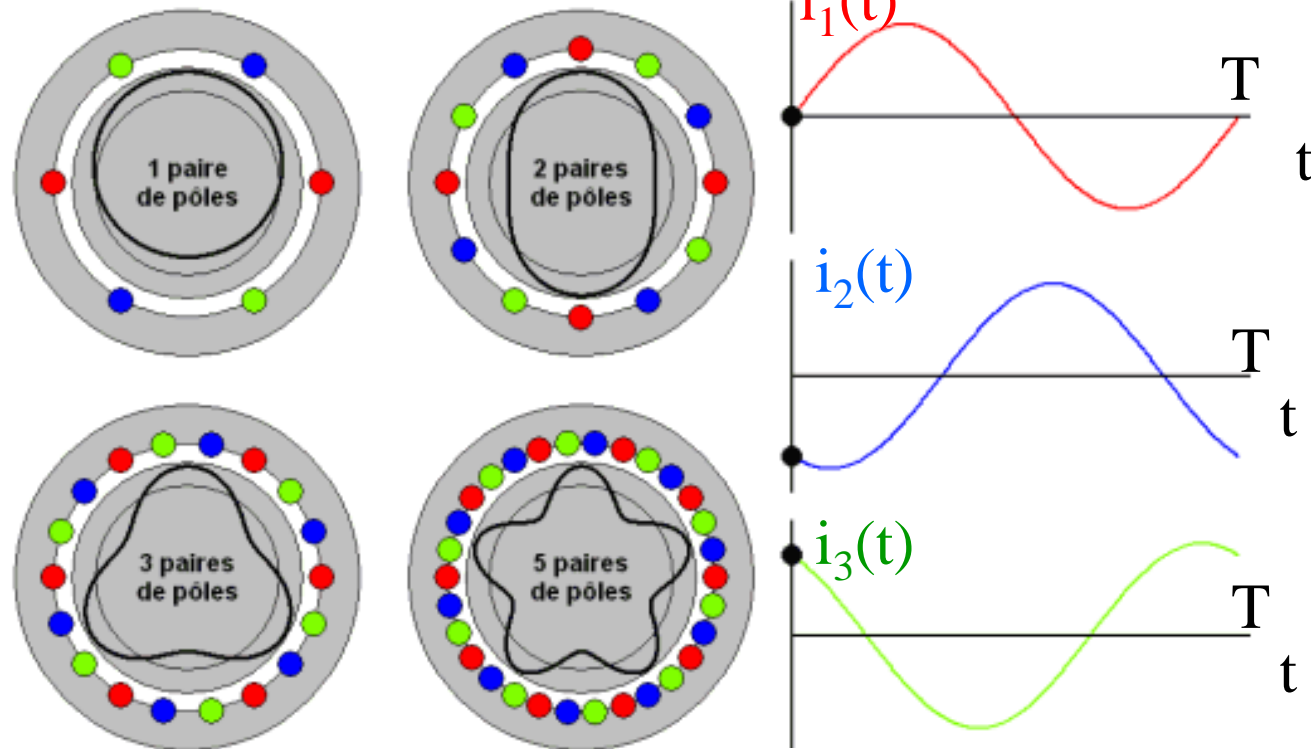 1 paire
de pôles
2 paires
de pôles
3 paires
de pôles
5 paires
de pôles
i₁(t)
T
t
i₂(t)
T
t
i₃(t)
T
t